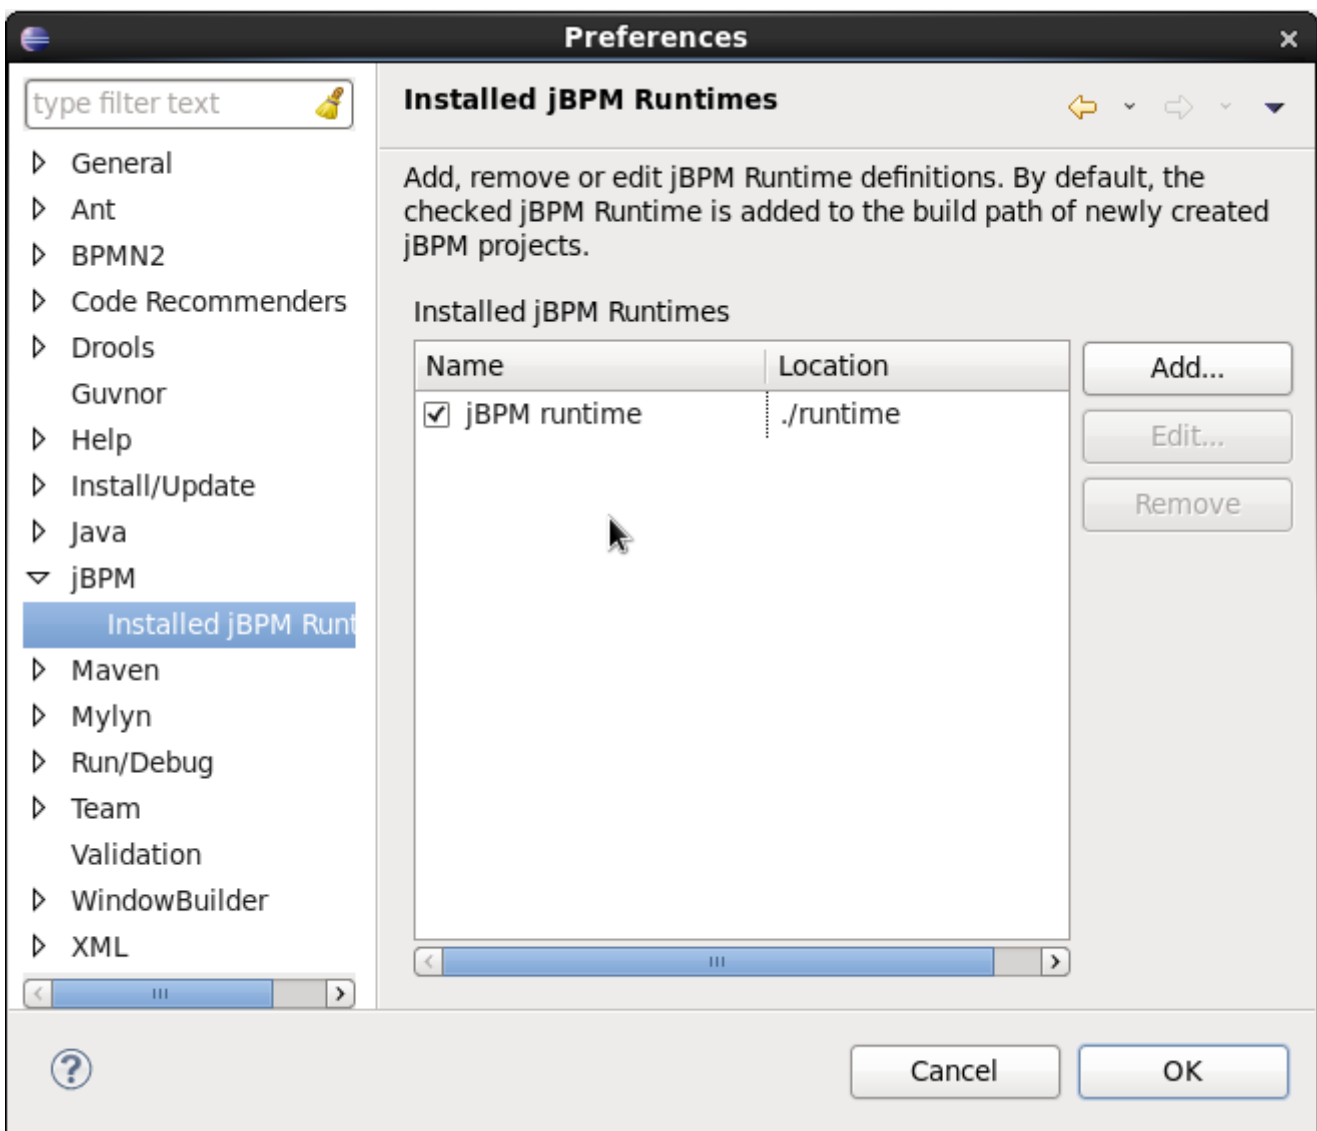 Preferences
type filter text
General
Ant
BPMN2
Code Recommenders
Drools
Guvnor
Help
Install/Update
Java
jBPM
Installed jBPM Runt
Maven
Mylyn
Run/Debug
Team
Validation
WindowBuilder
XML
Installed jBPM Runtimes
Add, remove or edit jBPM Runtime definitions. By default, the
checked jBPM Runtime is added to the build path of newly created
jBPM projects.
Installed jBPM Runtimes
Name Location
jBPM runtime ./runtime
Add...
Edit...
Remove
Cancel OK